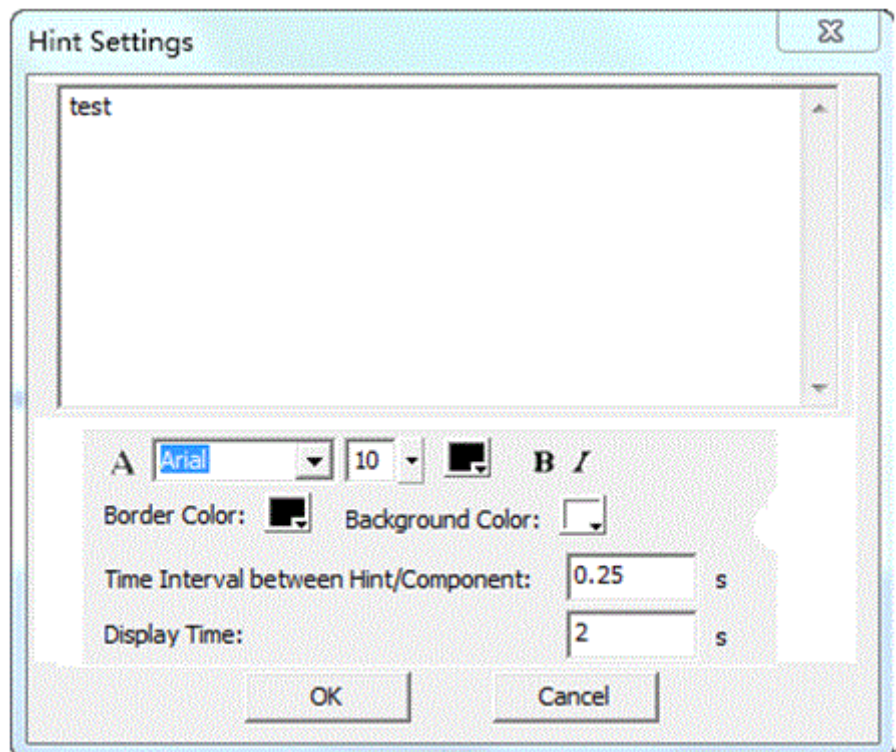 Hint Settings
test
A Arial 10 B I
Border Color: Background Color:
Time Interval between Hint/Component: 0.25 s
Display Time: 2 s
OK Cancel